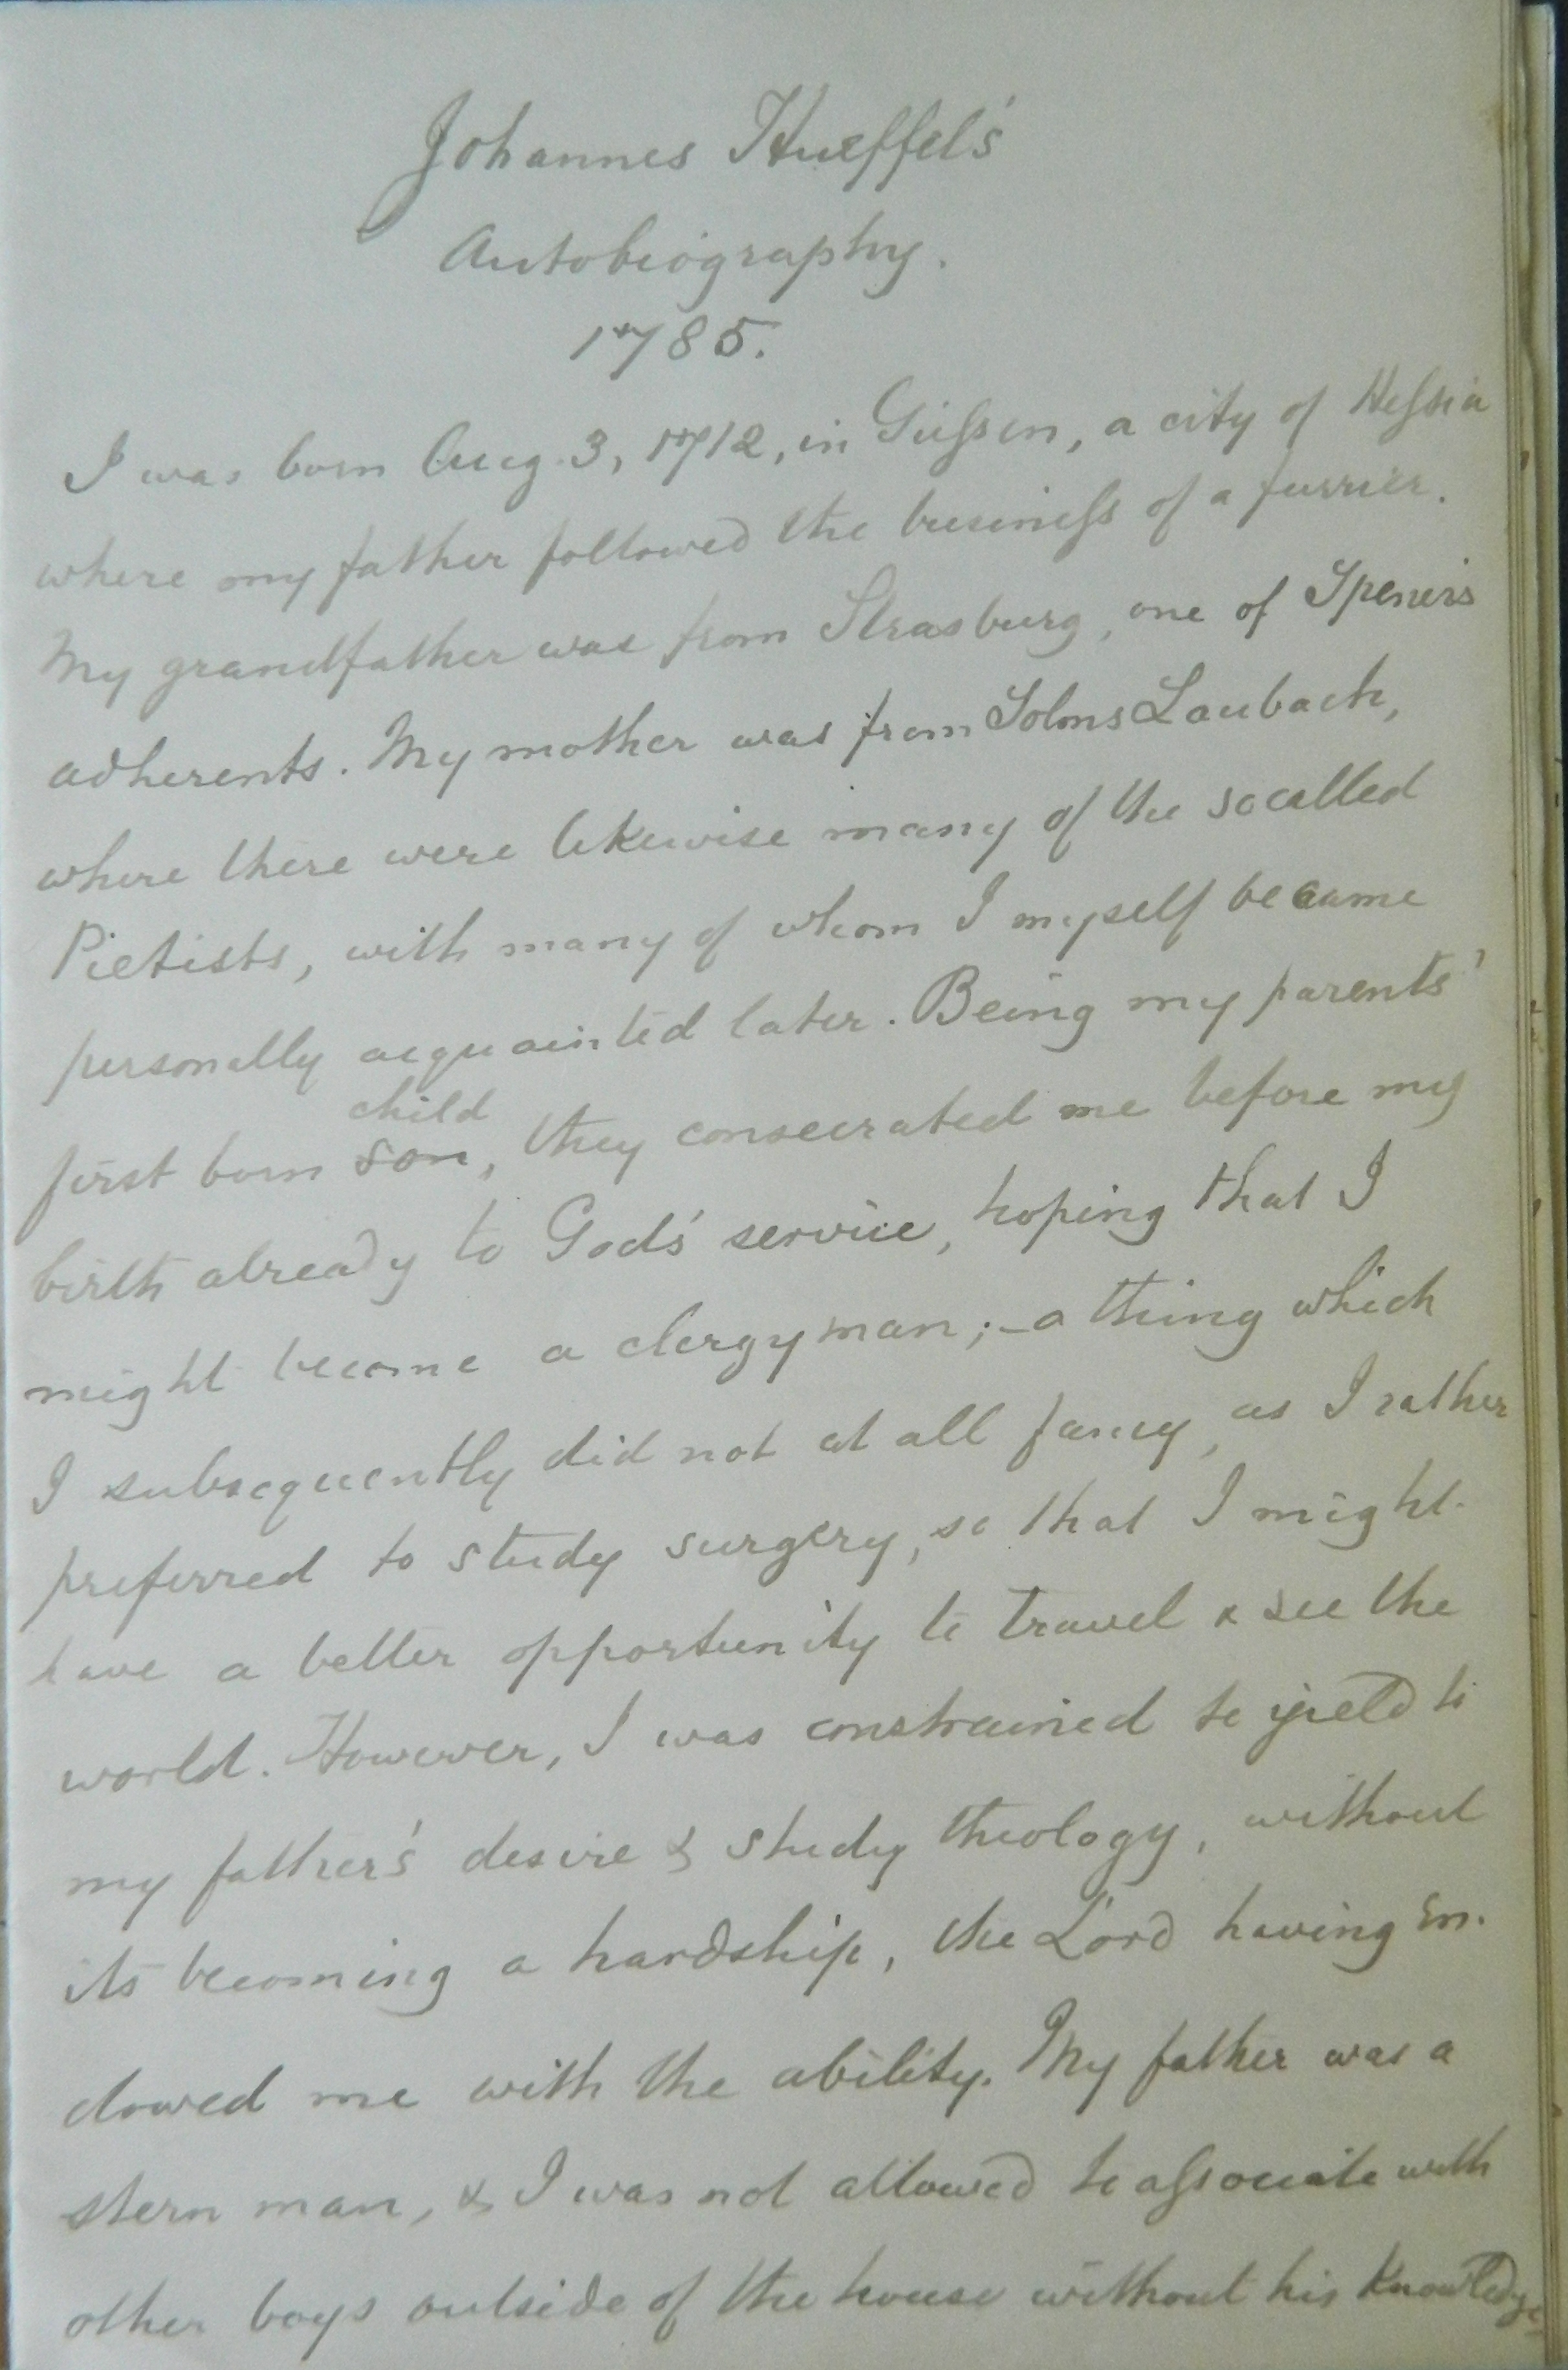 Johannes Hueffel's
Autobiography.
1785.
I was born Aug. 3, 1712, in Giessen, a city of Hessia
where my father followed the business of a furrier.
My grandfather was from Strasburg, one of Spener's
adherents. My mother was from Solms Laubach,
where there were likewise many of the socalled
Pietists, with many of whom I myself became
personally acquainted later. Being my parents'
child
first born son, they consecrated me before my
birth already to God's service, hoping that I
might become a clergyman; - a thing which
I subsequently did not at all fancy, as I rather
preferred to study surgery, so that I might
have a better opportunity to travel & see the
world. However, I was constrained to yield to
my father's desire & study theology, without
its becoming a hardship, the Lord having en-
dowed me with the ability. My father was a
stern man, & I was not allowed to associate with
other boys outside of the house without his knowledge